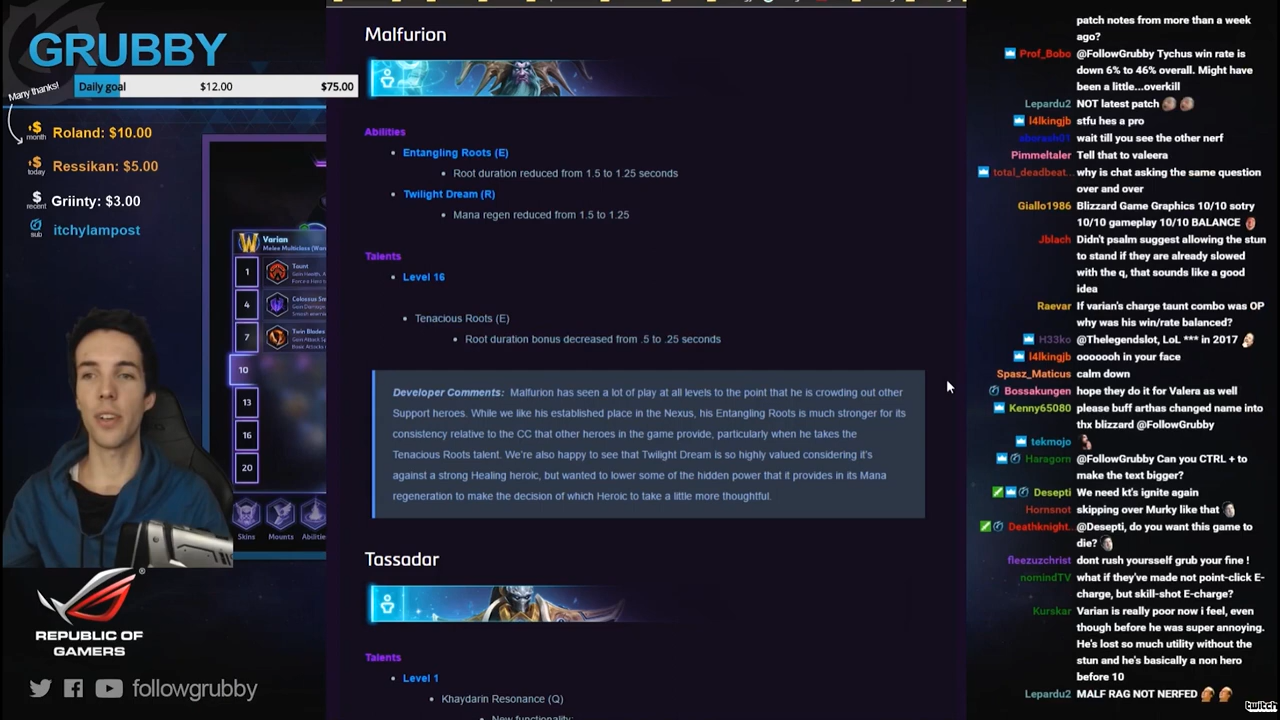 GRUBBY
Many thanks!
Daily goal
$12.00
$75.00
$ month Roland: $10.00
$ today Ressikan: $5.00
$ recent Griinty: $3.00
sub itchylampost
Varian
Melee Multiclass
1
Taunt
4
7
Twin Blades
10
13
16
20
Skins
Mounts
Abilitie
REPUBLIC OF
GAMERS
followgrubby
Malfurion
Abilities
Entangling Roots (E)
Root duration reduced from 1.5 to 1.25 seconds
Twilight Dream (R)
Mana regen reduced from 1.5 to 1.25
Talents
Level 16
Tenacious Roots (E)
Root duration bonus decreased from .5 to .25 seconds
Developer Comments: Malfurion has seen a lot of play at all levels to the point that he is crowding out other
Support heroes. While we like his established place in the Nexus, his Entangling Roots is much stronger for its
consistency relative to the CC that other heroes in the game provide, particularly when he takes the
Tenacious Roots talent. We're also happy to see that Twilight Dream is so highly valued considering it's
against a strong Healing heroic, but wanted to lower some of the hidden power that it provides in its Mana
regeneration to make the decision of which Heroic to take a little more thoughtful.
Tassadar
Talents
Level 1
Khaydarin Resonance (Q)
New functionality:
patch notes from more than a week
ago?
Prof_Bobo @FollowGrubby Tychus win rate is
down 6% to 46% overall. Might have
been a little...overkill
Lepardu2 NOT latest patch
l4lkingjb stfu hes a pro
wait till you see the other nerf
Pimmeltaler Tell that to valeera
total_deadbeat... why is chat asking the same question
over and over
Giallo1986 Blizzard Game Graphics 10/10 sotry
10/10 gameplay 10/10 BALANCE
Jblach Didn't psalm suggest allowing the stun
to stand if they are already slowed
with the q, that sounds like a good
idea
Raevar If varian's charge taunt combo was OP
why was his win/rate balanced?
H33ko @Thelegendslot, LoL *** in 2017
l4lkingjb ooooooh in your face
Spasz_Maticus calm down
Bossakungen hope they do it for Valera as well
Kenny65080 please buff arthas changed name into
thx blizzard @FollowGrubby
tekmojo
Haragorn @FollowGrubby Can you CTRL + to
make the text bigger?
Desepti We need kt's ignite again
Hornsnot skipping over Murky like that
Deathknight... @Desepti, do you want this game to
die?
fleezuzchrist dont rush yoursself grub your fine !
nomindTV what if they've made not point-click E-
charge, but skill-shot E-charge?
Kurskar Varian is really poor now i feel, even
though before he was super annoying.
He's lost so much utility without the
stun and he's basically a non hero
before 10
Lepardu2 MALF RAG NOT NERFED
twitch